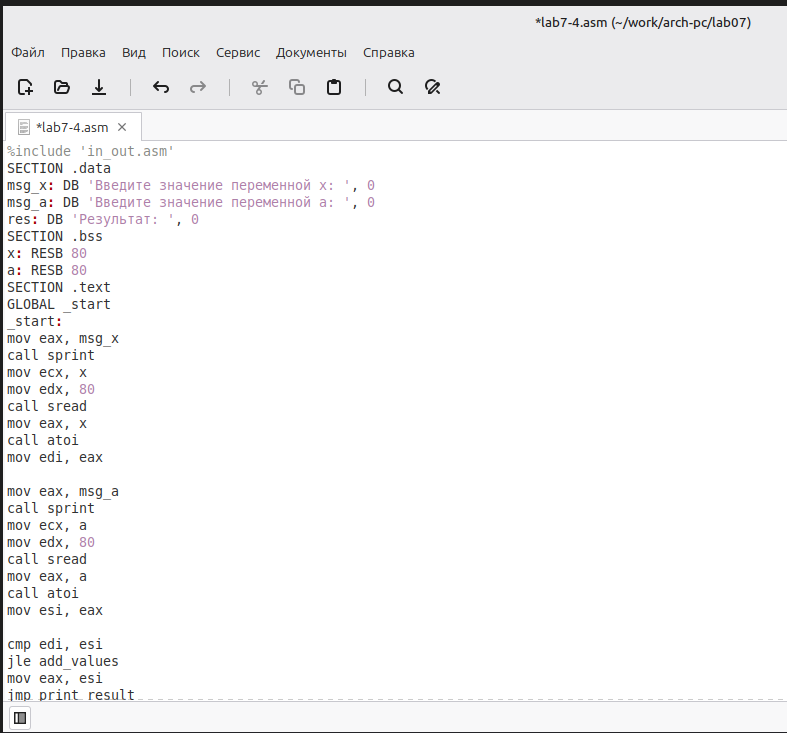 *lab7-4.asm (~/work/arch-pc/lab07)
Файл Правка Вид Поиск Сервис Документы Справка
*lab7-4.asm
%include 'in_out.asm'
SECTION .data
msg_x: DB 'Введите значение переменной x: ', 0
msg_a: DB 'Введите значение переменной a: ', 0
res: DB 'Результат: ', 0
SECTION .bss
x: RESB 80
a: RESB 80
SECTION .text
GLOBAL _start
_start:
mov eax, msg_x
call sprint
mov ecx, x
mov edx, 80
call sread
mov eax, x
call atoi
mov edi, eax
mov eax, msg_a
call sprint
mov ecx, a
mov edx, 80
call sread
mov eax, a
call atoi
mov esi, eax
cmp edi, esi
jle add_values
mov eax, esi
jmp print_result